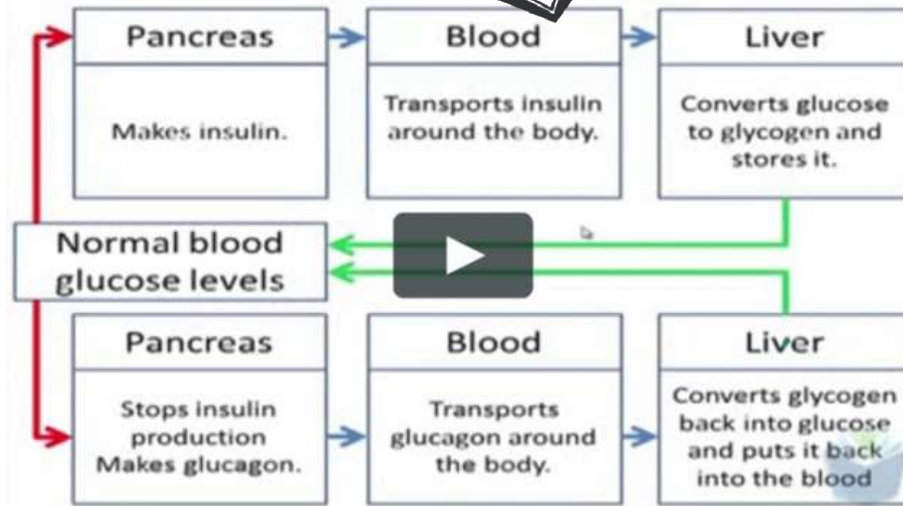 Pancreas
Makes insulin.
Blood
Transports insulin
around the body.
Liver
Converts glucose
to glycogen and
stores it.
Normal blood
glucose levels
Pancreas
Stops insulin
production
Makes glucagon.
Blood
Transports
glucagon around
the body.
Liver
Converts glycogen
back into glucose
and puts it back
into the blood